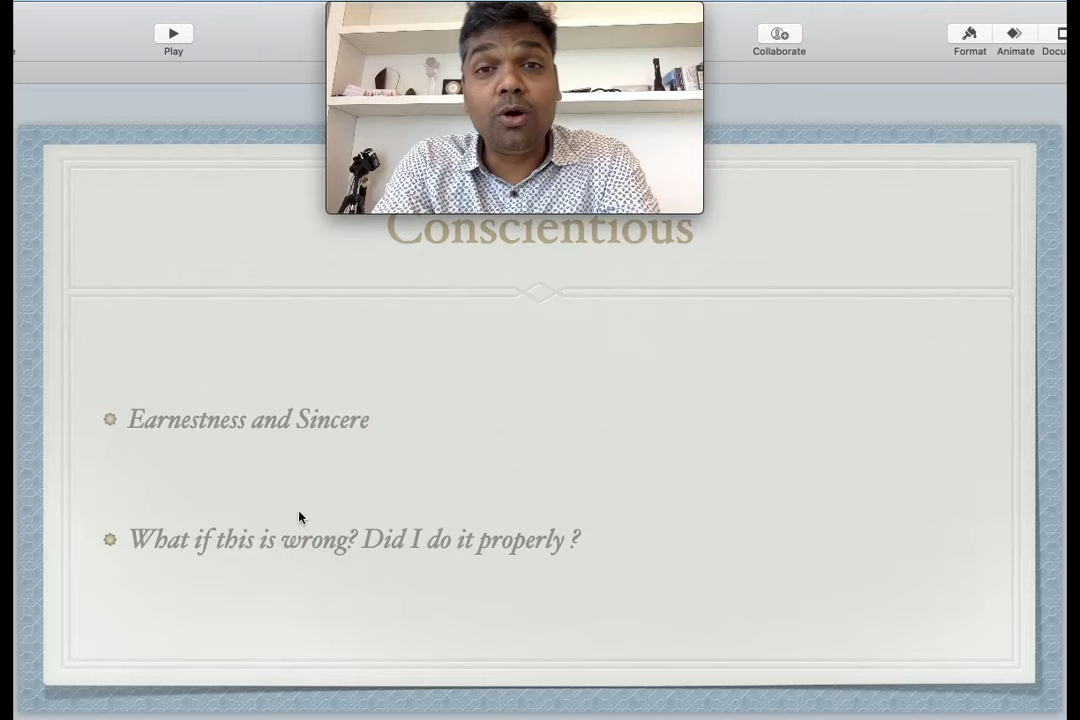 Play
Collaborate
Format
Animate
Conscientious
Earnestness and Sincere
What if this is wrong? Did I do it properly ?